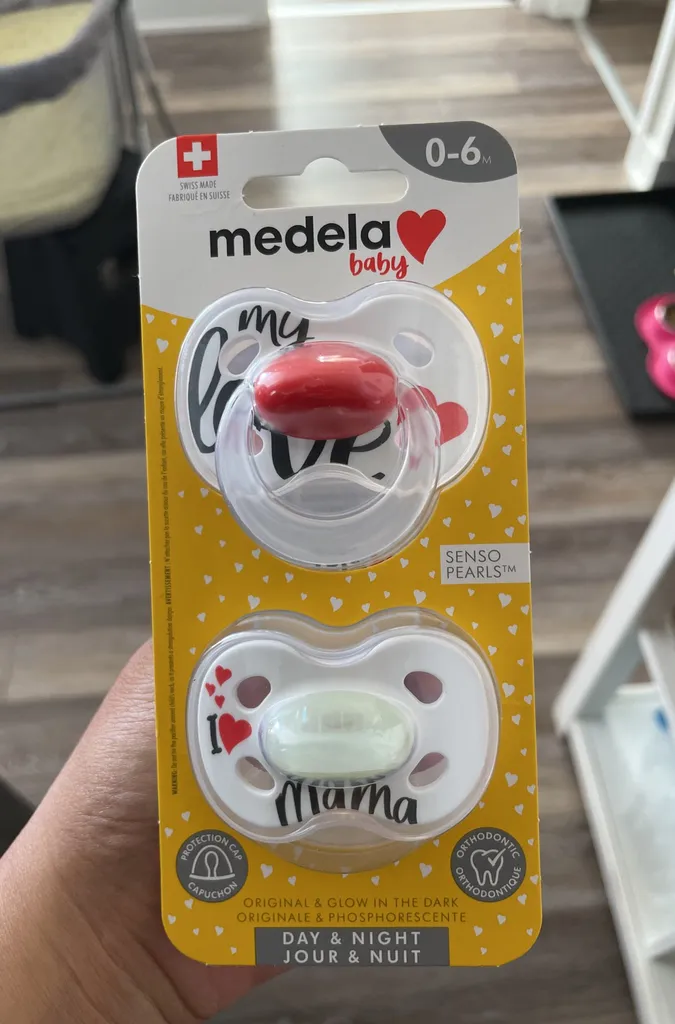 0-6M
SWISS MADE
FABRIQUÉ EN SUISSE
medela
baby
my
love
SENSO
PEARLS™
I
Mama
PROTECTION CAP
CAPUCHON
ORTHODONTIC
ORTHODONTIQUE
ORIGINAL & GLOW IN THE DARK
ORIGINALE & PHOSPHORESCENTE
DAY & NIGHT
JOUR & NUIT